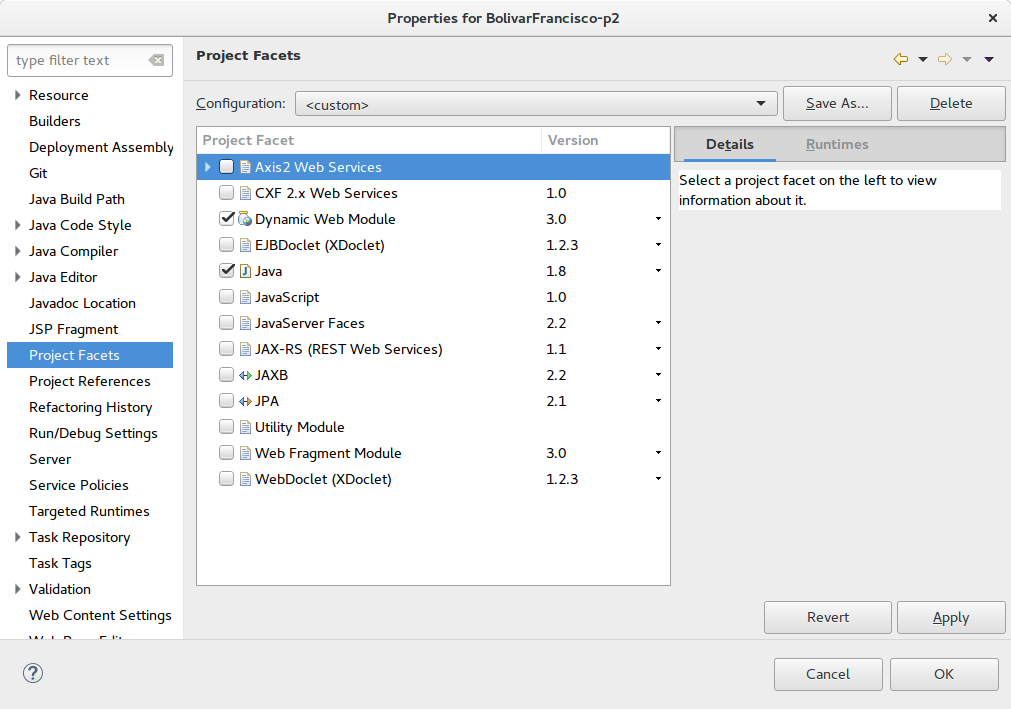 Properties for BolivarFrancisco-p2
type filter text
Resource
Builders
Deployment Assembly
Git
Java Build Path
Java Code Style
Java Compiler
Java Editor
Javadoc Location
JSP Fragment
Project Facets
Project References
Refactoring History
Run/Debug Settings
Server
Service Policies
Targeted Runtimes
Task Repository
Task Tags
Validation
Web Content Settings
Project Facets
Configuration: <custom> Save As... Delete
Project Facet Version
Axis2 Web Services
CXF 2.x Web Services 1.0
Dynamic Web Module 3.0
EJBDoclet (XDoclet) 1.2.3
Java 1.8
JavaScript 1.0
JavaServer Faces 2.2
JAX-RS (REST Web Services) 1.1
JAXB 2.2
JPA 2.1
Utility Module
Web Fragment Module 3.0
WebDoclet (XDoclet) 1.2.3
Details Runtimes
Select a project facet on the left to view
information about it.
Revert Apply
Cancel OK